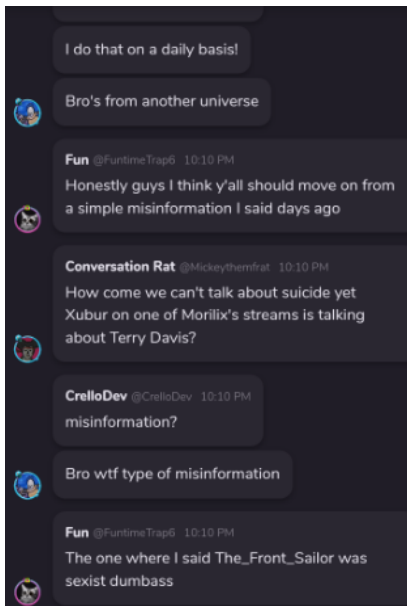 I do that on a daily basis!
Bro's from another universe
Fun @FuntimeTrap6 10:10 PM
Honestly guys I think y'all should move on from
a simple misinformation I said days ago
Conversation Rat @Mickeythemfrat 10:10 PM
How come we can't talk about suicide yet
Xubur on one of Morilix's streams is talking
about Terry Davis?
CrelloDev @CrelloDev 10:10 PM
misinformation?
Bro wtf type of misinformation
Fun @FuntimeTrap6 10:10 PM
The one where I said The_Front_Sailor was
sexist dumbass